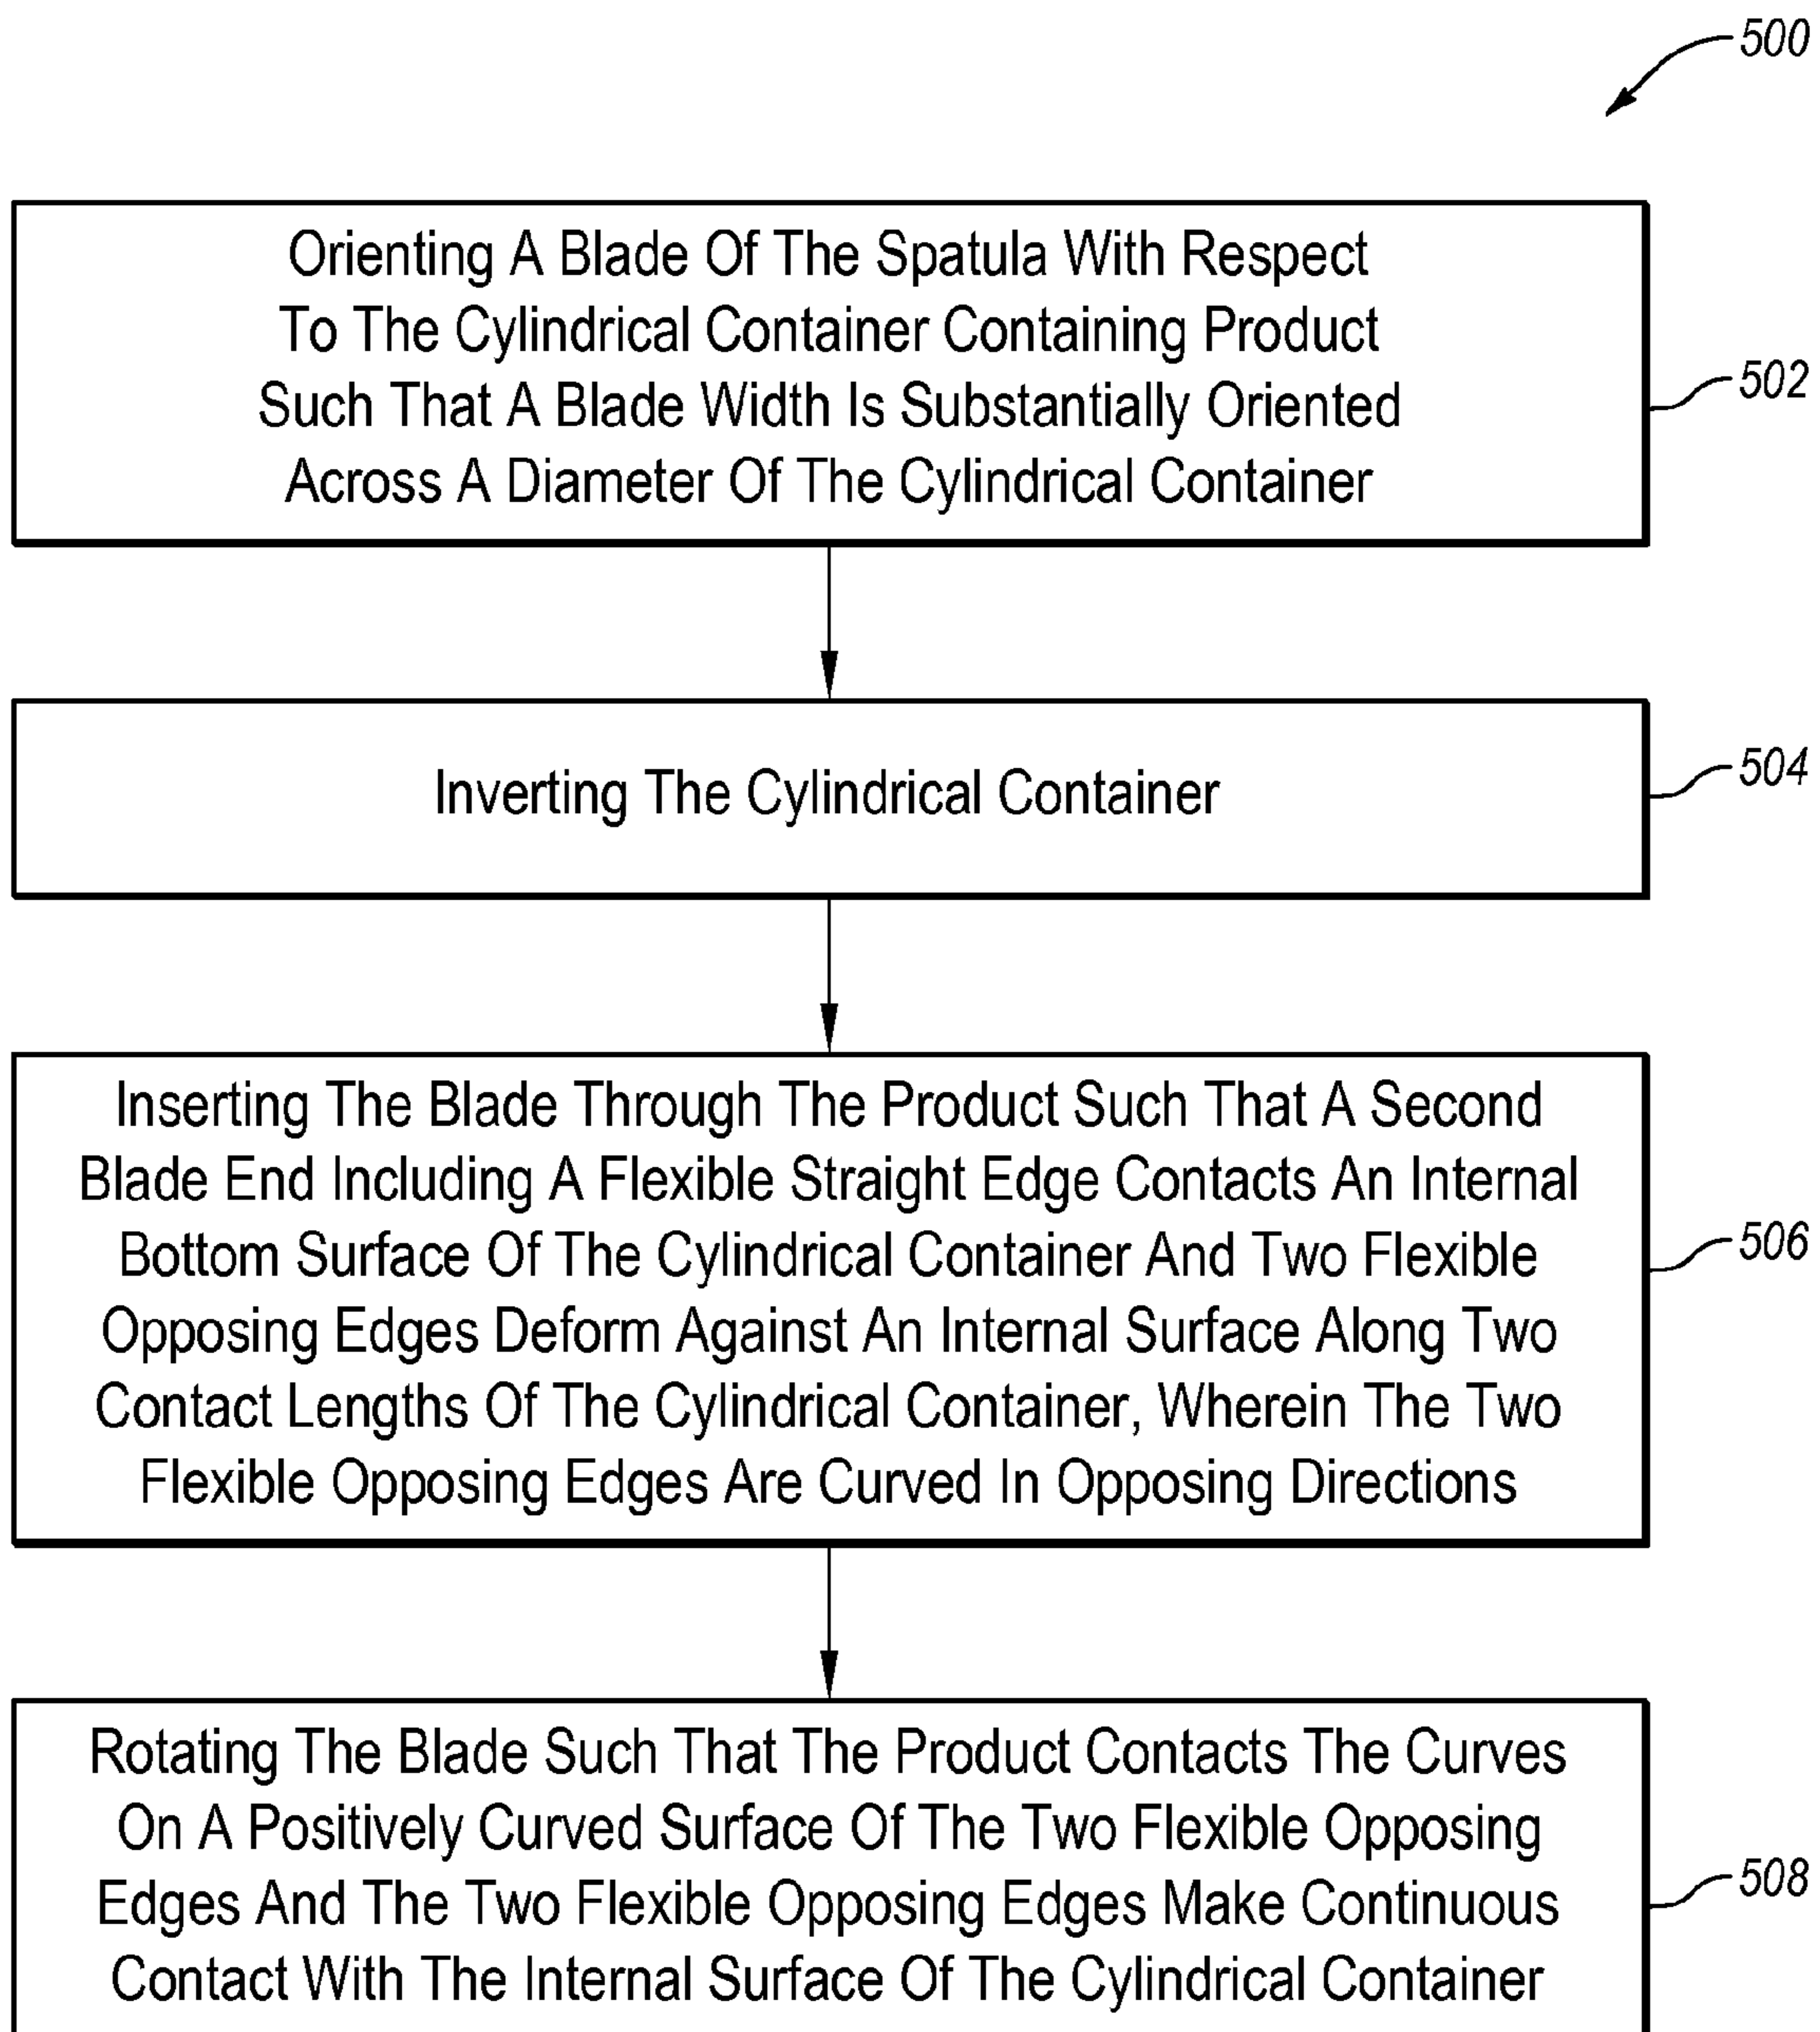 500
Orienting A Blade Of The Spatula With Respect
To The Cylindrical Container Containing Product
Such That A Blade Width Is Substantially Oriented
Across A Diameter Of The Cylindrical Container
502
Inverting The Cylindrical Container
504
Inserting The Blade Through The Product Such That A Second
Blade End Including A Flexible Straight Edge Contacts An Internal
Bottom Surface Of The Cylindrical Container And Two Flexible
Opposing Edges Deform Against An Internal Surface Along Two
Contact Lengths Of The Cylindrical Container, Wherein The Two
Flexible Opposing Edges Are Curved In Opposing Directions
506
Rotating The Blade Such That The Product Contacts The Curves
On A Positively Curved Surface Of The Two Flexible Opposing
Edges And The Two Flexible Opposing Edges Make Continuous
Contact With The Internal Surface Of The Cylindrical Container
508